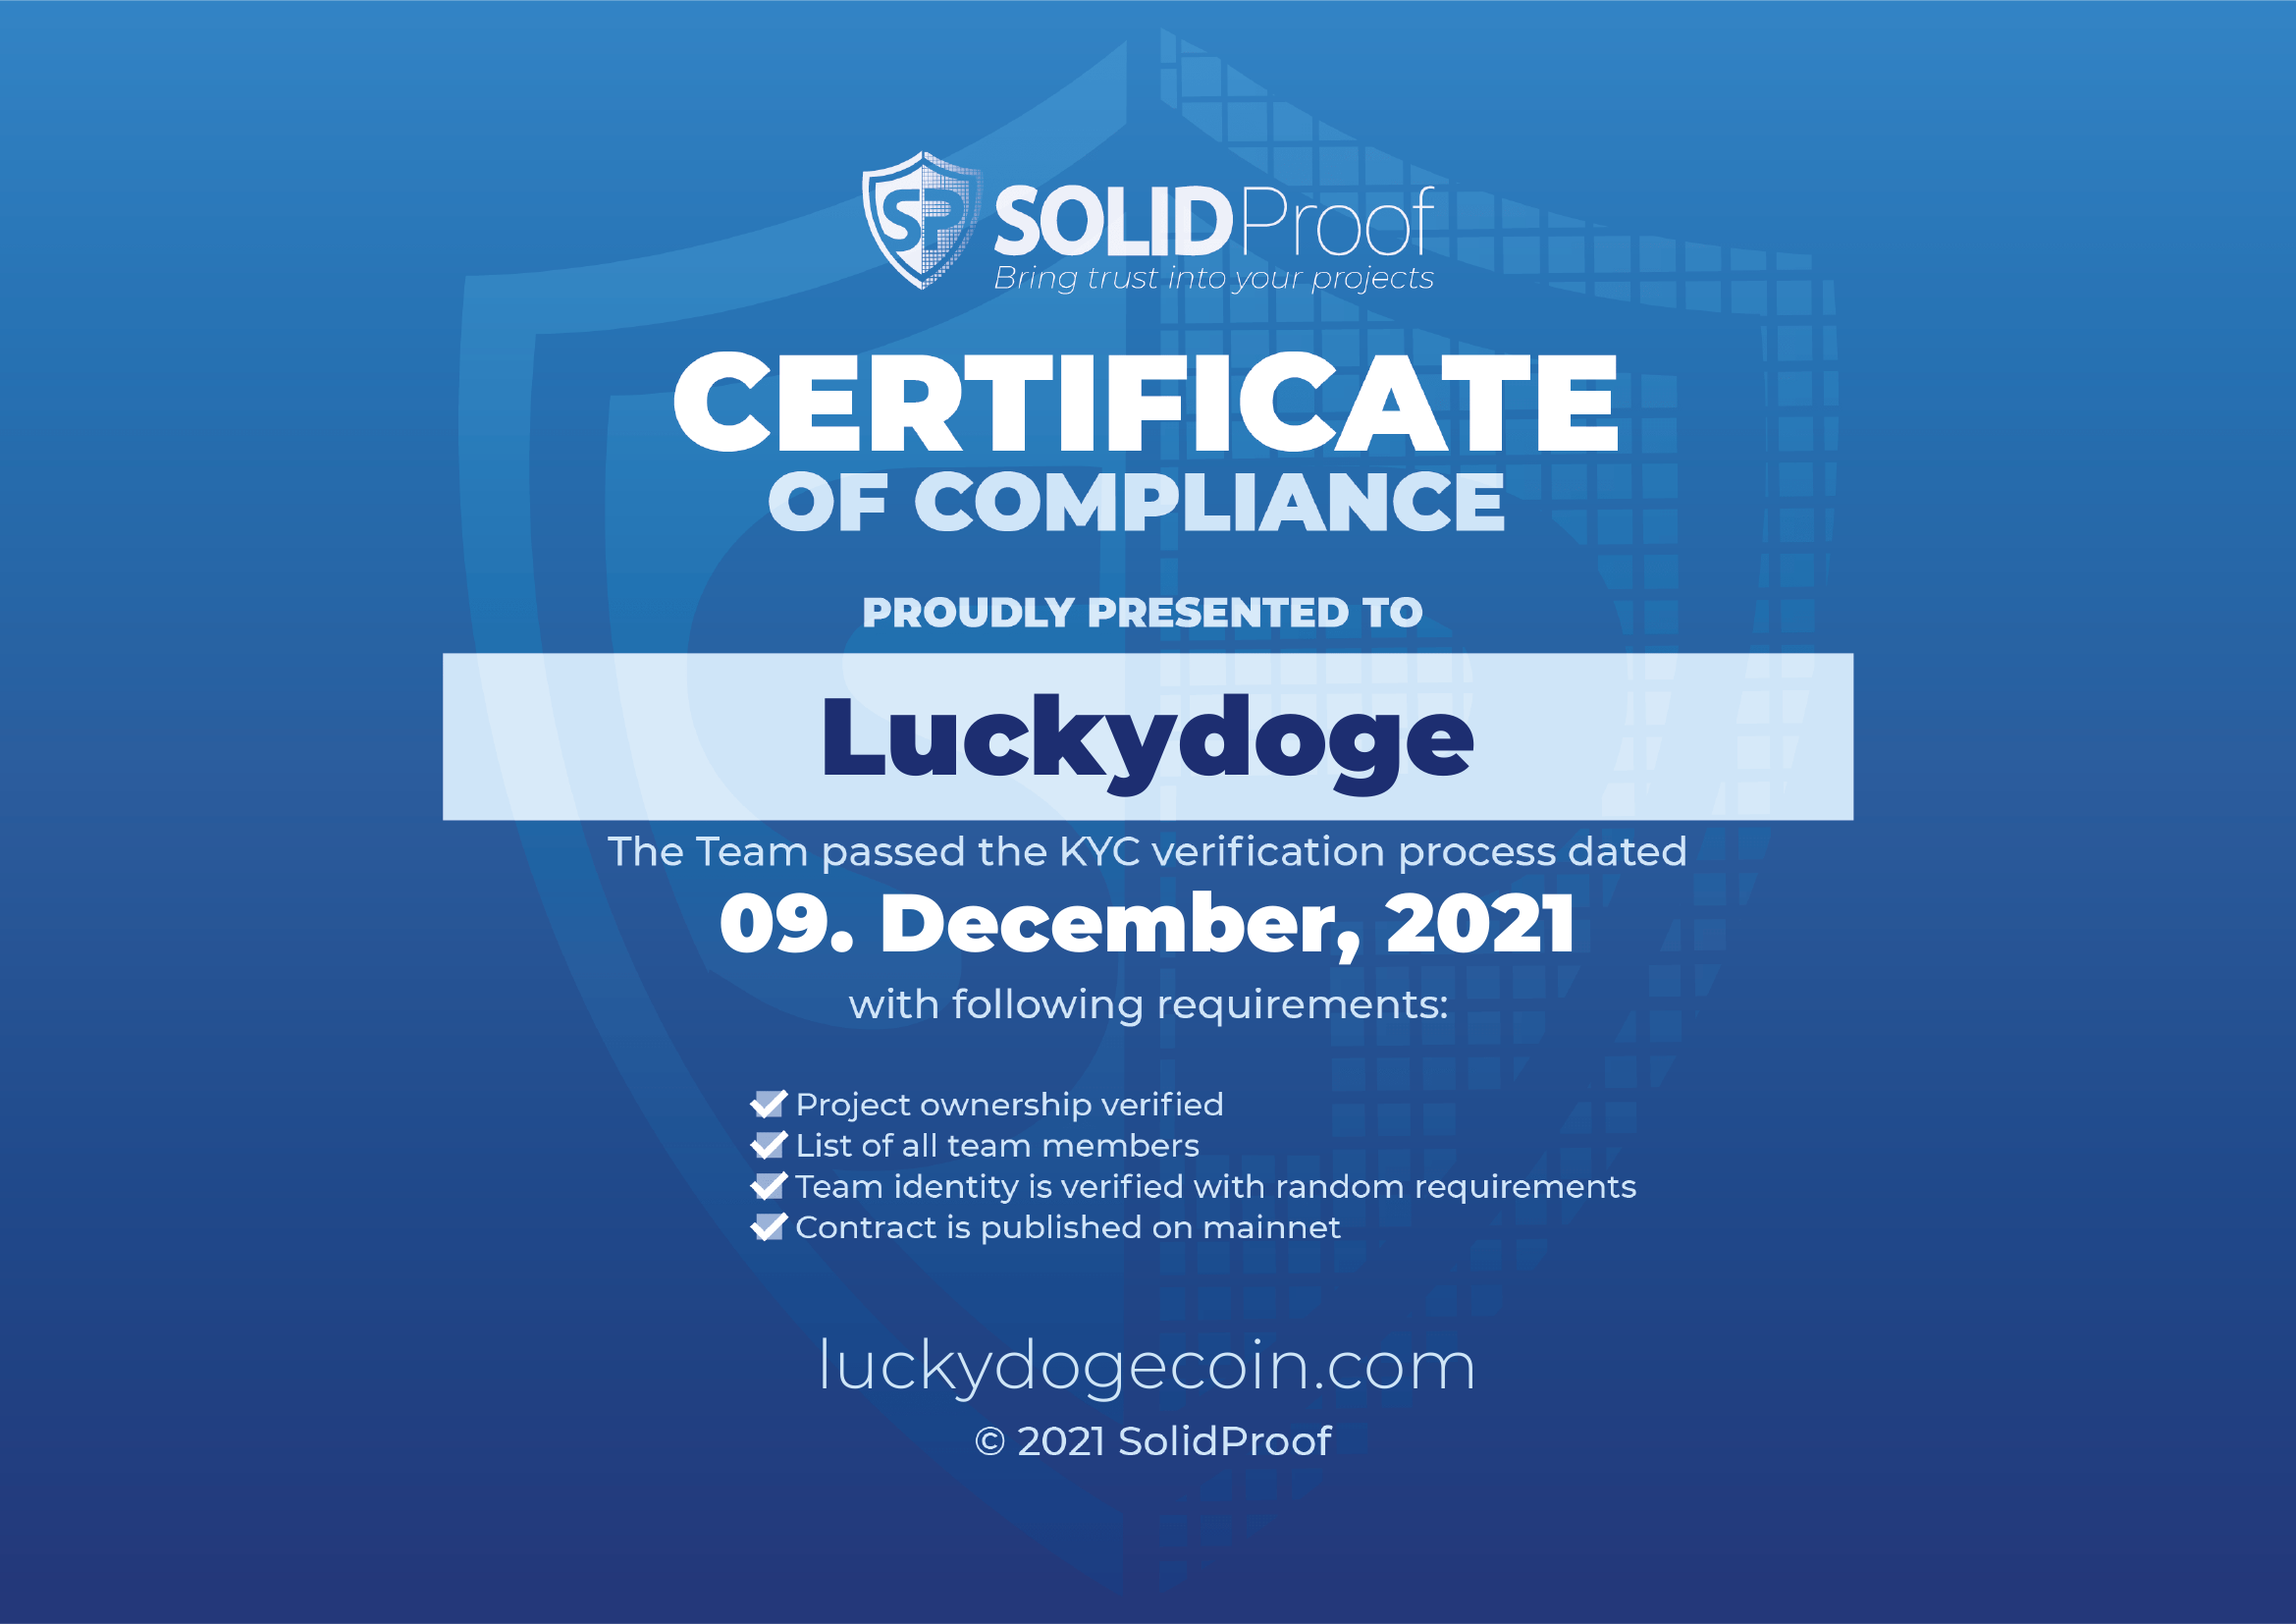 SP SOLIDProof
Bring trust into your projects
CERTIFICATE
OF COMPLIANCE
PROUDLY PRESENTED TO
Luckydoge
The Team passed the KYC verification process dated
09. December, 2021
with following requirements:
Project ownership verified
List of all team members
Team identity is verified with random requirements
Contract is published on mainnet
luckydogecoin.com
© 2021 SolidProof